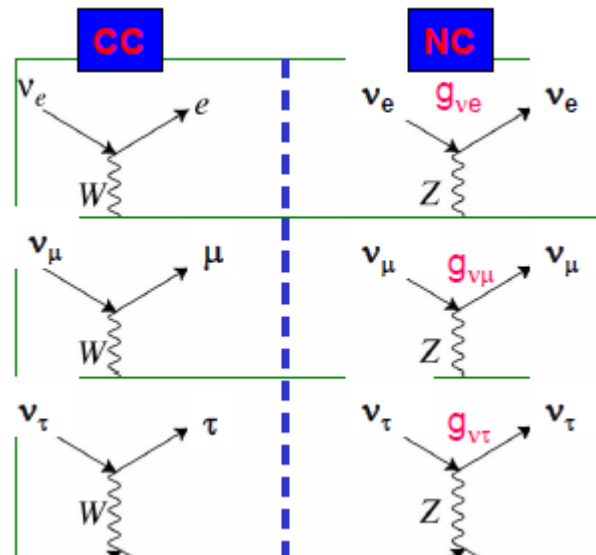 CC NC
νe e νe gνe νe
W Z
νμ μ νμ gνμ νμ
W Z
ντ τ ντ gντ ντ
W Z